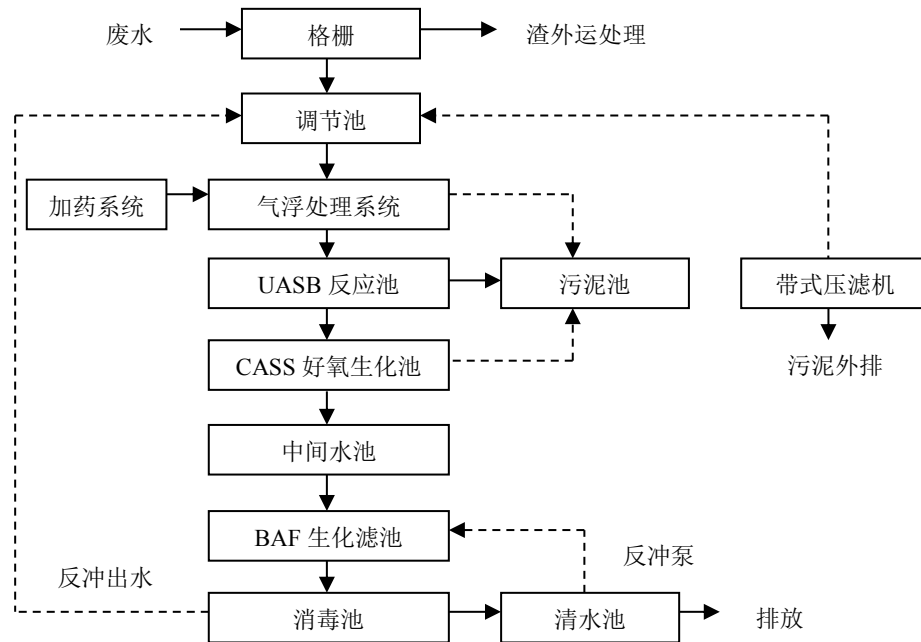 废水
格栅
渣外运处理
调节池
加药系统
气浮处理系统
UASB 反应池
污泥池
带式压滤机
CASS 好氧生化池
污泥外排
中间水池
BAF 生化滤池
反冲泵
反冲出水
消毒池
清水池
排放